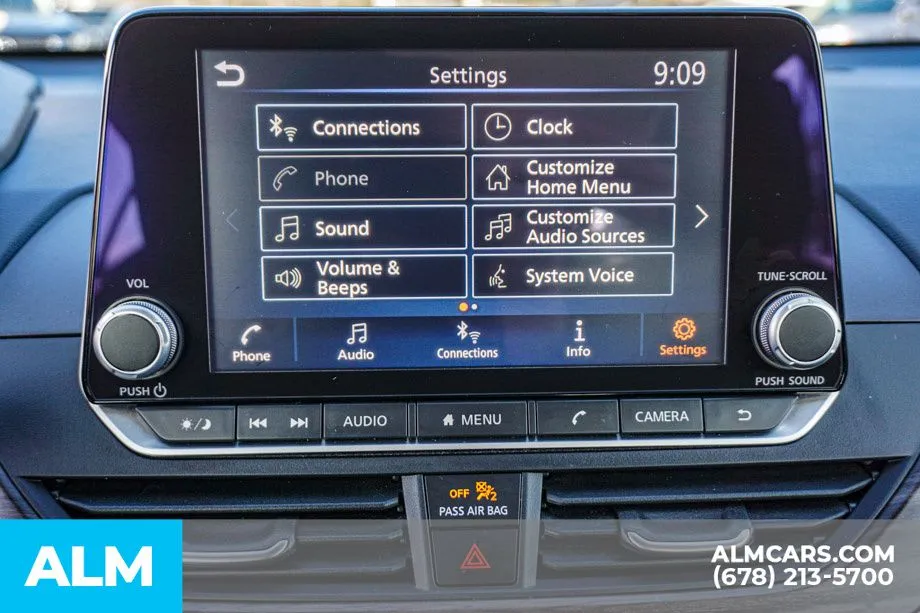 Settings
9:09
Connections
Clock
Phone
Customize
Home Menu
Sound
Customize
Audio Sources
Volume &
Beeps
System Voice
Phone
Audio
Connections
Info
Settings
VOL
PUSH
TUNE-SCROLL
PUSH SOUND
AUDIO
MENU
CAMERA
OFF 2
PASS AIR BAG
ALM
ALMCARS.COM
(678) 213-5700